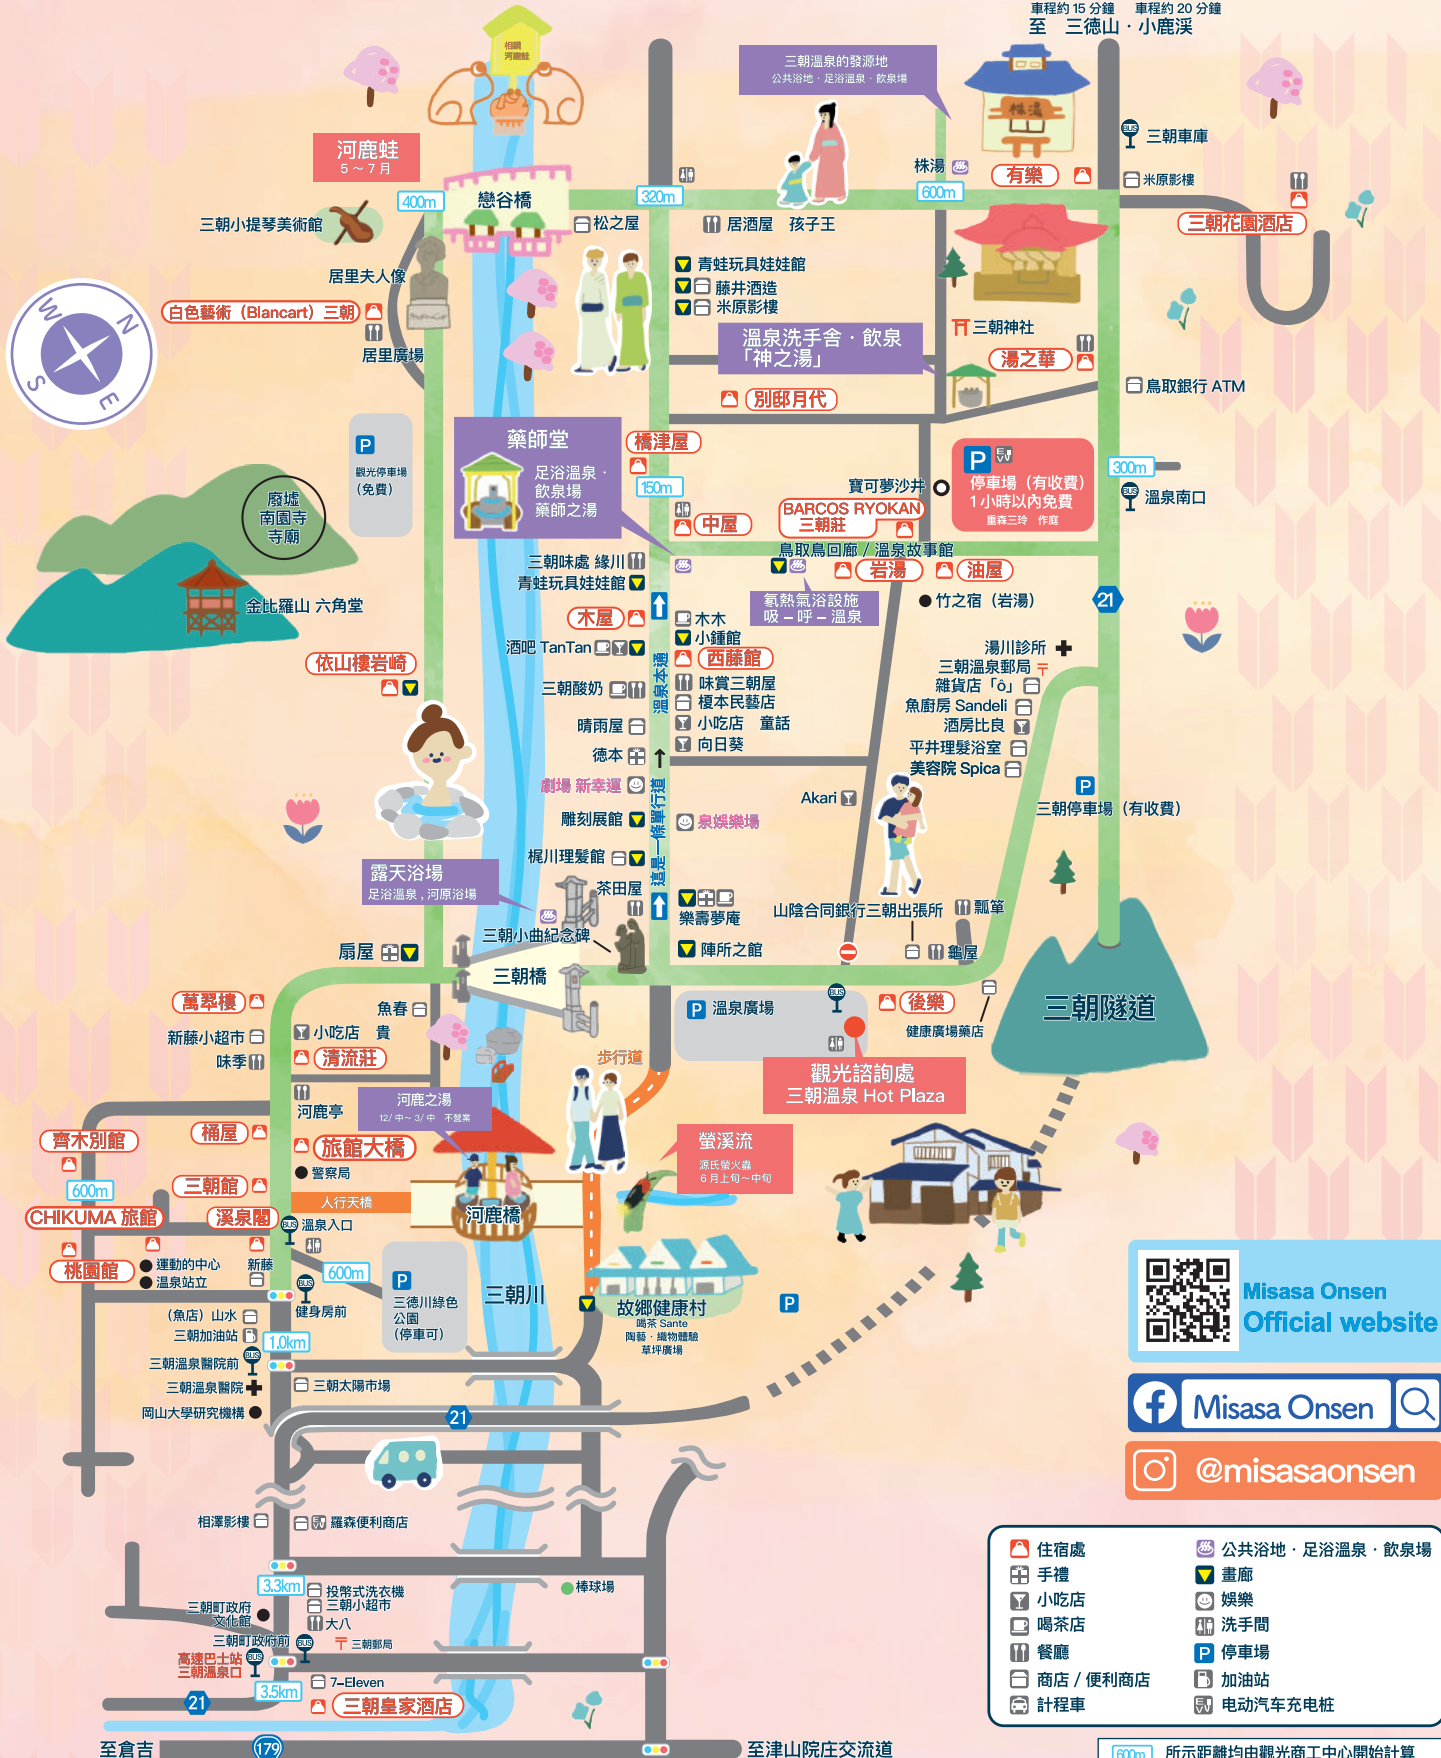 車程約 15 分鐘　車程約 20 分鐘
至　三德山・小鹿溪
相親
河鹿蛙
三朝溫泉的發源地
公共浴地・足浴溫泉・飲泉場
株湯
三朝車庫
河鹿蛙
5～7月
戀谷橋
400m
320m
株湯
600m
有樂
米原影樓
三朝花園酒店
三朝小提琴美術館
松之屋
居酒屋　孩子王
居里夫人像
青蛙玩具娃娃館
藤井酒造
米原影樓
白色藝術（Blancart）三朝
居里廣場
溫泉洗手舍・飲泉
「神之湯」
三朝神社
湯之華
鳥取銀行 ATM
N
W
S
E
別邸月代
P
觀光停車場
（免費）
藥師堂
足浴溫泉・
飲泉場
藥師之湯
橋津屋
150m
中屋
寶可夢沙井
BARCOS RYOKAN
三朝莊
P EV
停車場（有收費）
1小時以內免費
重森三玲　作庭
300m
溫泉南口
廢墟
南園寺
寺廟
金比羅山 六角堂
鳥取鳥回廊 / 溫泉故事館
三朝味處 緣川
青蛙玩具娃娃館
岩湯
油屋
氡熱氣浴設施
吸－呼－溫泉
竹之宿（岩湯）
21
木屋
木木
小鍾館
酒吧 TanTan
西藤館
湯川診所
三朝溫泉郵局
雜貨店「ô」
魚廚房 Sandeli
酒房比良
平井理髮浴室
美容院 Spica
依山樓岩崎
三朝酸奶
味賞三朝屋
榎本民藝店
晴雨屋
小吃店　童話
德本
向日葵
溫泉本通
劇場 新幸運
Akari
P
三朝停車場（有收費）
雕刻展館
泉娛樂場
梶川理髮館
這是一條單行道
露天浴場
足浴溫泉 , 河原浴場
茶田屋
三朝小曲紀念碑
樂壽夢庵
山陰合同銀行三朝出張所
瓢箪
扇屋
陣所之館
龜屋
三朝橋
萬翠樓
魚春
P 溫泉廣場
BUS
後樂
健康廣場藥店
三朝隧道
新藤小超市
小吃店　貴
味季
清流莊
步行道
觀光諮詢處
三朝溫泉 Hot Plaza
河鹿亭
河鹿之湯
12/ 中～ 3/ 中　不營業
齊木別館
桶屋
旅館大橋
螢溪流
源氏螢火蟲
6月上旬～中旬
600m
三朝館
警察局
人行天橋
CHIKUMA 旅館
溪泉閣
溫泉入口
河鹿橋
桃園館
運動的中心
溫泉站立
新藤
600m
P
三德川綠色
公園
（停車可）
三朝川
健身房前
故鄉健康村
喝茶 Sante
陶藝・織物體驗
草坪廣場
P
Misasa Onsen
Official website
（魚店）山水
三朝加油站
1.0km
三朝溫泉醫院前
三朝溫泉醫院
三朝太陽市場
岡山大學研究機構
21
Misasa Onsen
@misasaonsen
相澤影樓
羅森便利商店
3.3km
投幣式洗衣機
三朝小超市
大八
棒球場
三朝町政府
文化館
三朝町政府前
三朝郵局
高速巴士站
三朝溫泉口
3.5km
7-Eleven
21
三朝皇家酒店
至倉吉
179
至津山院庄交流道
住宿處
手禮
小吃店
喝茶店
餐廳
商店 / 便利商店
計程車
公共浴地・足浴溫泉・飲泉場
畫廊
娛樂
洗手間
停車場
加油站
电动汽车充电桩
600m 所示距離均由觀光商工中心開始計算